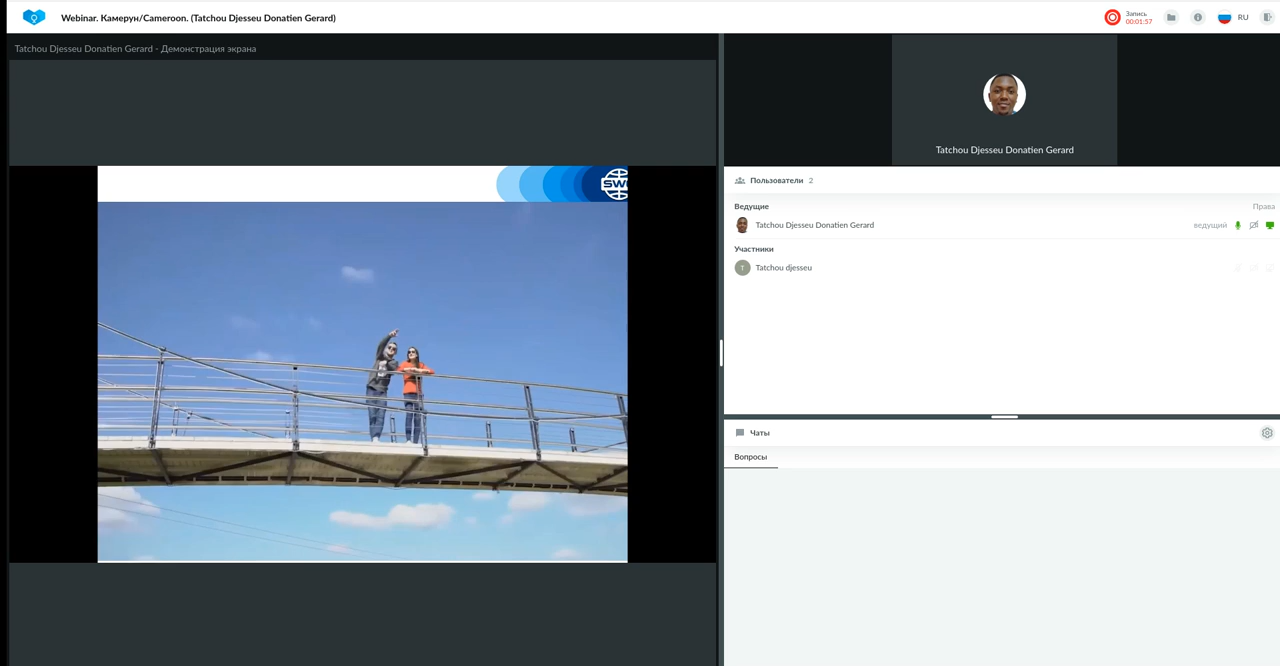 Webinar. Камерун/Cameroon. (Tatchou Djesseu Donatien Gerard)
Запись
00:01:57
RU
Tatchou Djesseu Donatien Gerard - Демонстрация экрана
SW
Tatchou Djesseu Donatien Gerard
Пользователи 2
Ведущие Права
Tatchou Djesseu Donatien Gerard ведущий
Участники
T Tatchou djesseu
Чаты
Вопросы